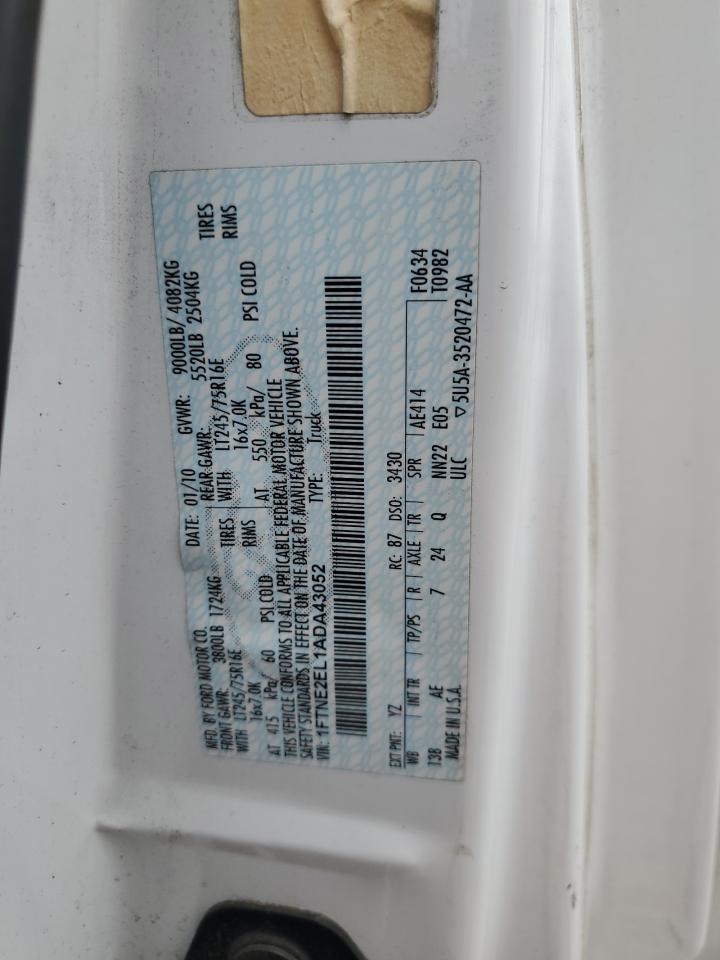 MFD. BY FORD MOTOR CO. DATE: 01/10 GVWR: 9000LB / 4082KG
FRONT GAWR: 3800LB 1724KG REAR GAWR: 5520LB 2504KG
WITH LT245/75R16E TIRES WITH LT245/75R16E TIRES
16x7.0K RIMS 16x7.0K RIMS
AT 415 kPa/ 60 PSI COLD AT 550 kPa/ 80 PSI COLD
THIS VEHICLE CONFORMS TO ALL APPLICABLE FEDERAL MOTOR VEHICLE
SAFETY STANDARDS IN EFFECT ON THE DATE OF MANUFACTURE SHOWN ABOVE.
VIN: 1FTNE2EL1ADA43052 TYPE: Truck
EXT PNT: YZ RC: 87 DSO: 3430 F0634
WB INT TR TP/PS R AXLE TR SPR AE414 T0982
138 AE 7 24 Q NN22 E05
MADE IN U.S.A. ULC ▽5U5A-3520472-AA